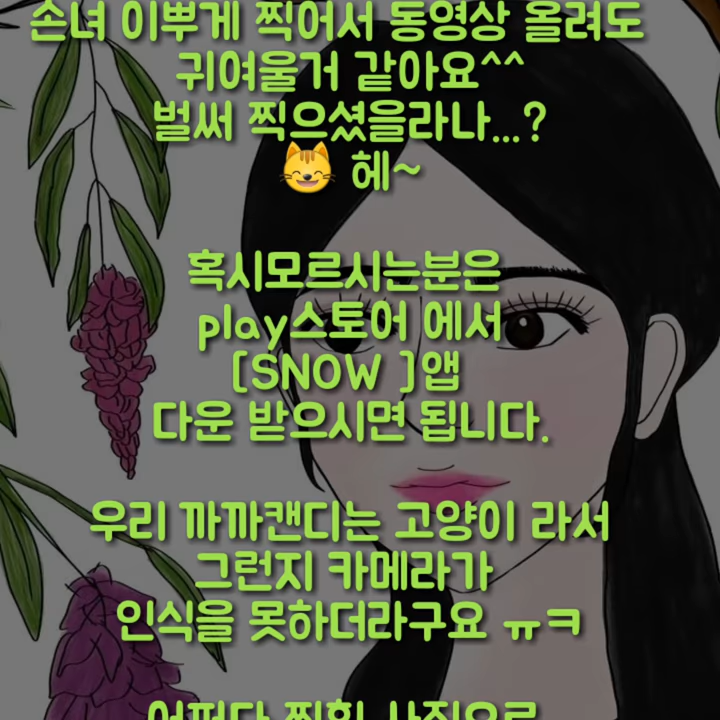 손녀 이뿌게 찍어서 동영상 올려도
귀여울거 같아요^^
벌써 찍으셨을라나...?
😸 헤~
혹시모르시는분은
play스토어 에서
[SNOW ]앱
다운 받으시면 됩니다.
우리 까까캔디는 고양이 라서
그런지 카메라가
인식을 못하더라구요 ㅠㅋ